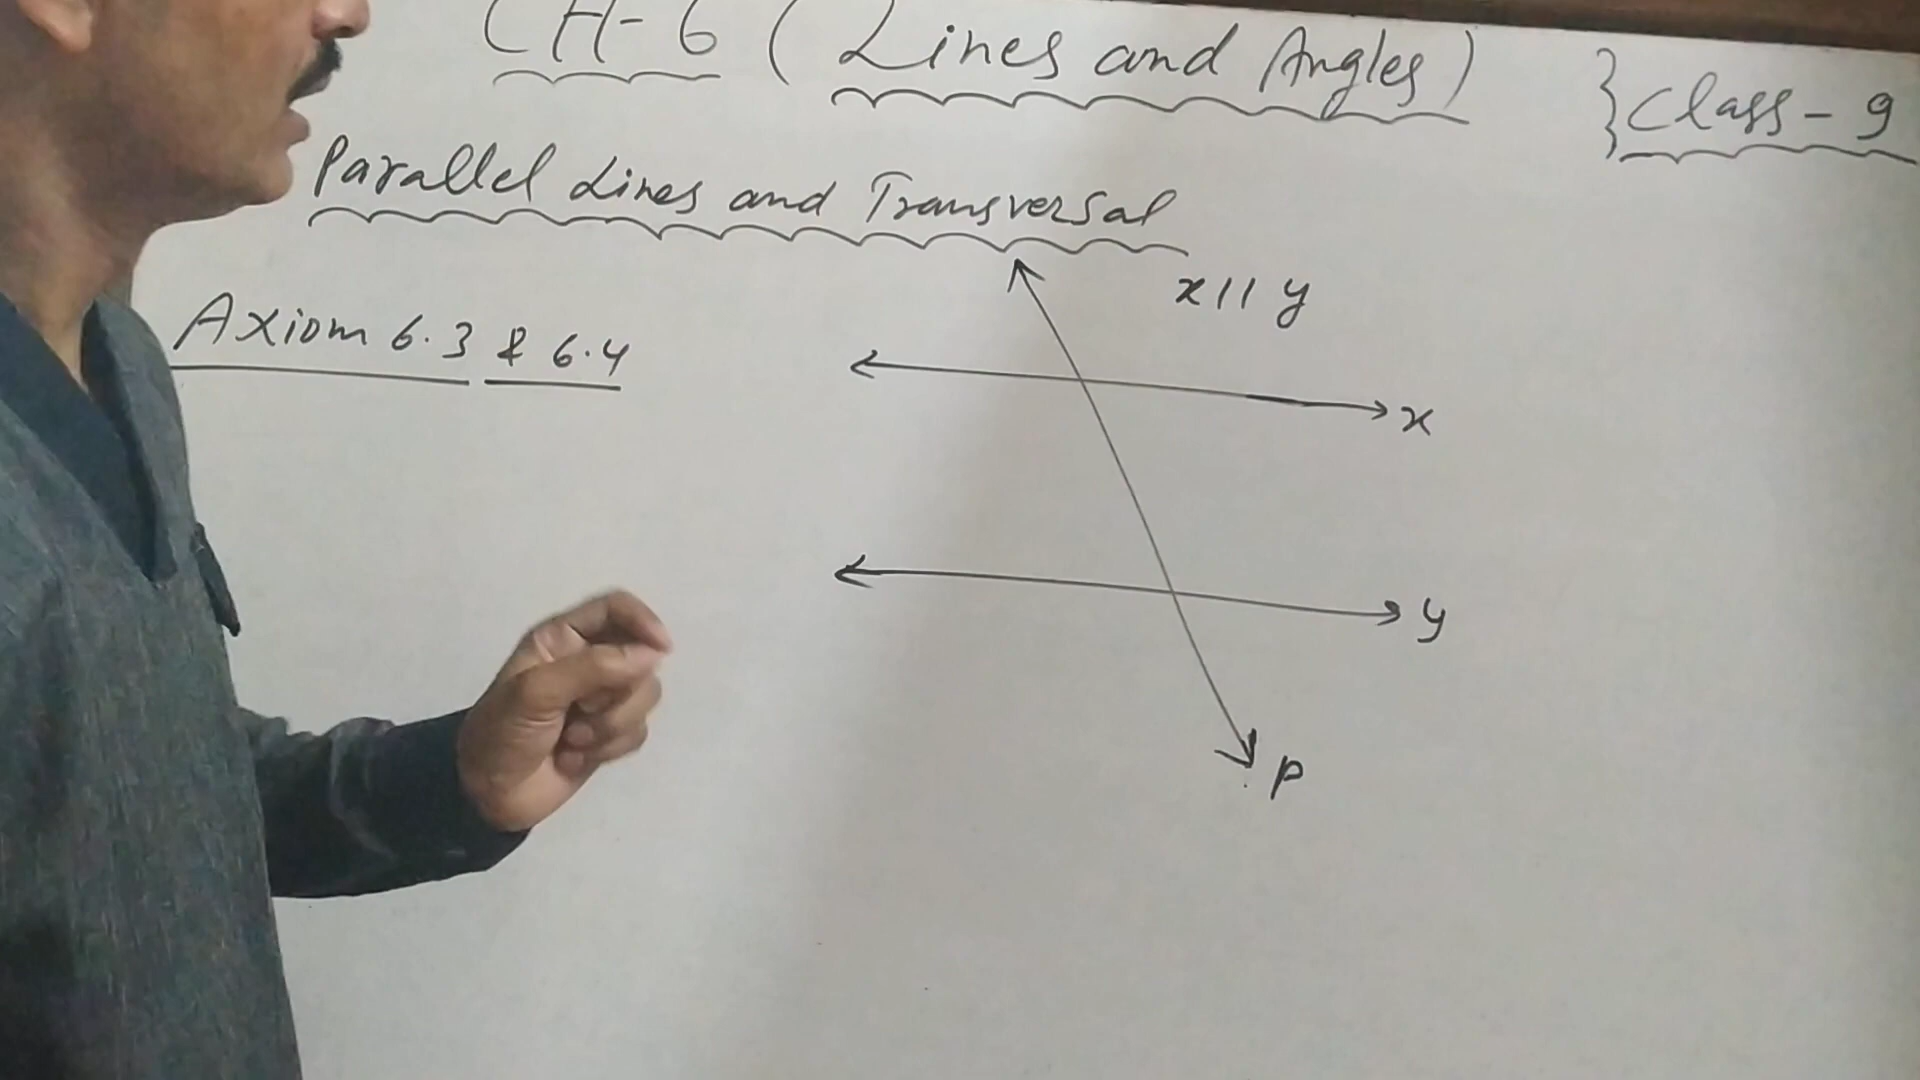 CH-6 (Lines and Angles)
} Class-9
Parallel Lines and Transversal
x || y
Axiom 6.3 & 6.4
x
y
p